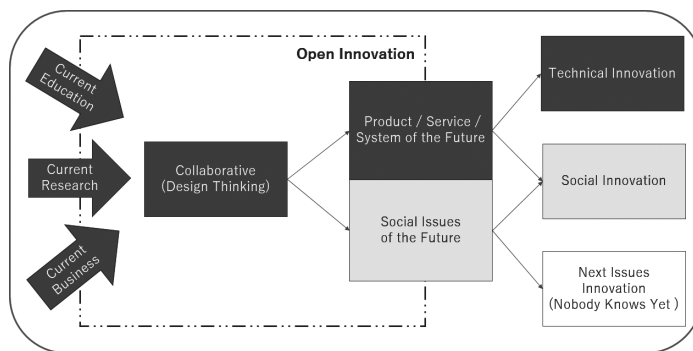 Open Innovation
Current
Education
Current
Research
Current
Business
Collaborative
(Design Thinking)
Product / Service /
System of the Future
Social Issues
of the Future
Technical Innovation
Social Innovation
Next Issues
Innovation
(Nobody Knows Yet )